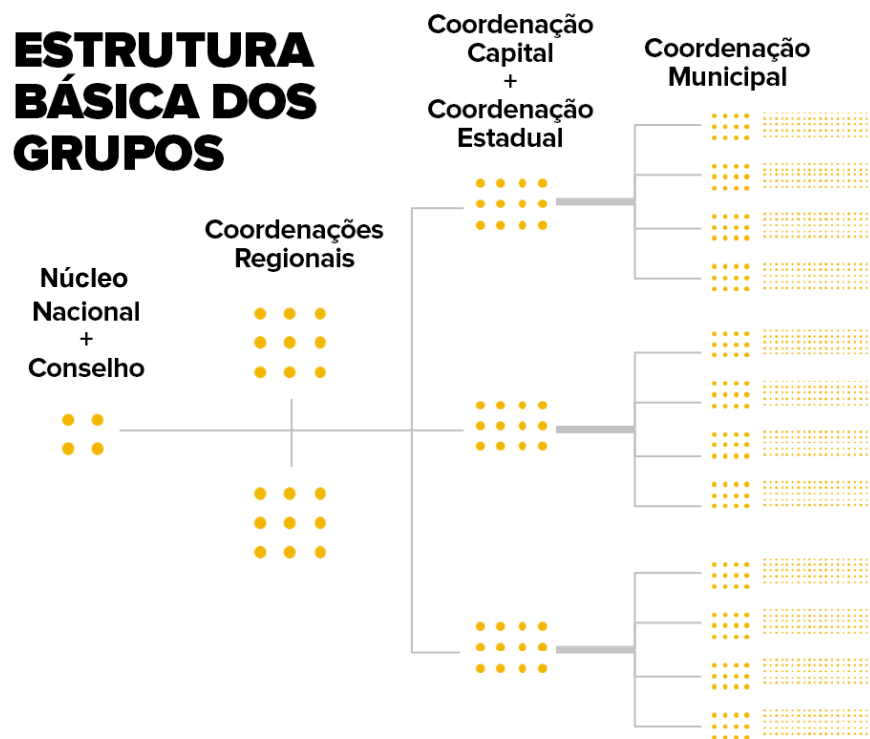 ESTRUTURA
BÁSICA DOS
GRUPOS
Núcleo
Nacional
+
Conselho
Coordenações
Regionais
Coordenação
Capital
+
Coordenação
Estadual
Coordenação
Municipal